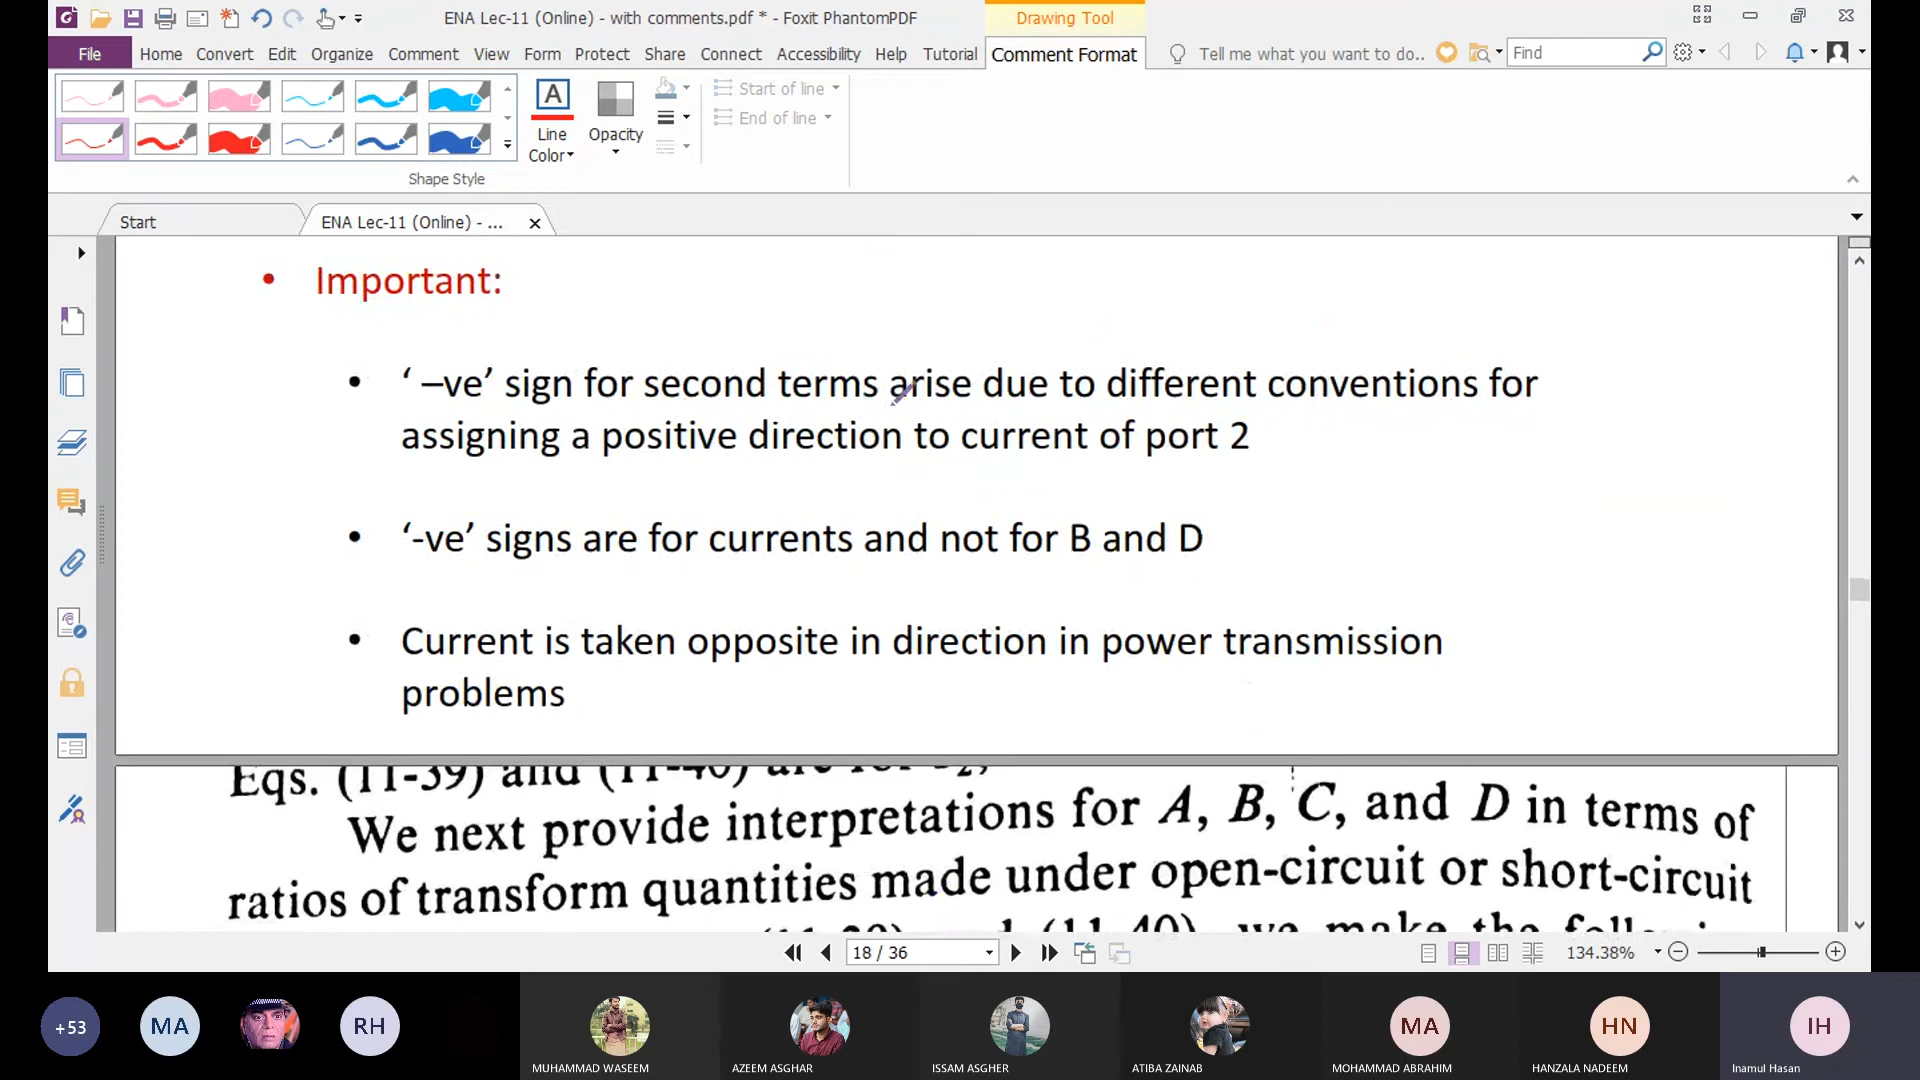 ENA Lec-11 (Online) - with comments.pdf * - Foxit PhantomPDF
Drawing Tool
File Home Convert Edit Organize Comment View Form Protect Share Connect Accessibility Help Tutorial Comment Format Tell me what you want to do.. Find
A
Line Color
Opacity
Start of line
End of line
Shape Style
Start
ENA Lec-11 (Online) - ...
• Important:
• ‘ –ve’ sign for second terms arise due to different conventions for
assigning a positive direction to current of port 2
• ‘-ve’ signs are for currents and not for B and D
• Current is taken opposite in direction in power transmission
problems
Eqs. (11-39) and (11-40) are for
We next provide interpretations for A, B, C, and D in terms of
ratios of transform quantities made under open-circuit or short-circuit
(11-40), we make the
18 / 36
134.38%
+53
MA
RH
MA
HN
IH
MUHAMMAD WASEEM
AZEEM ASGHAR
ISSAM ASGHER
ATIBA ZAINAB
MOHAMMAD ABRAHIM
HANZALA NADEEM
Inamul Hasan